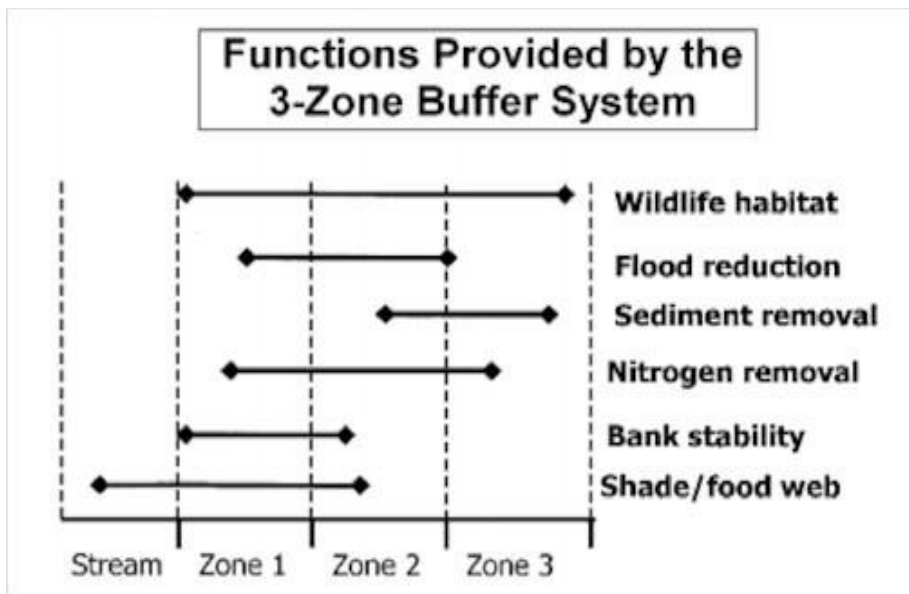 Functions Provided by the
3-Zone Buffer System
Wildlife habitat
Flood reduction
Sediment removal
Nitrogen removal
Bank stability
Shade/food web
Stream Zone 1 Zone 2 Zone 3